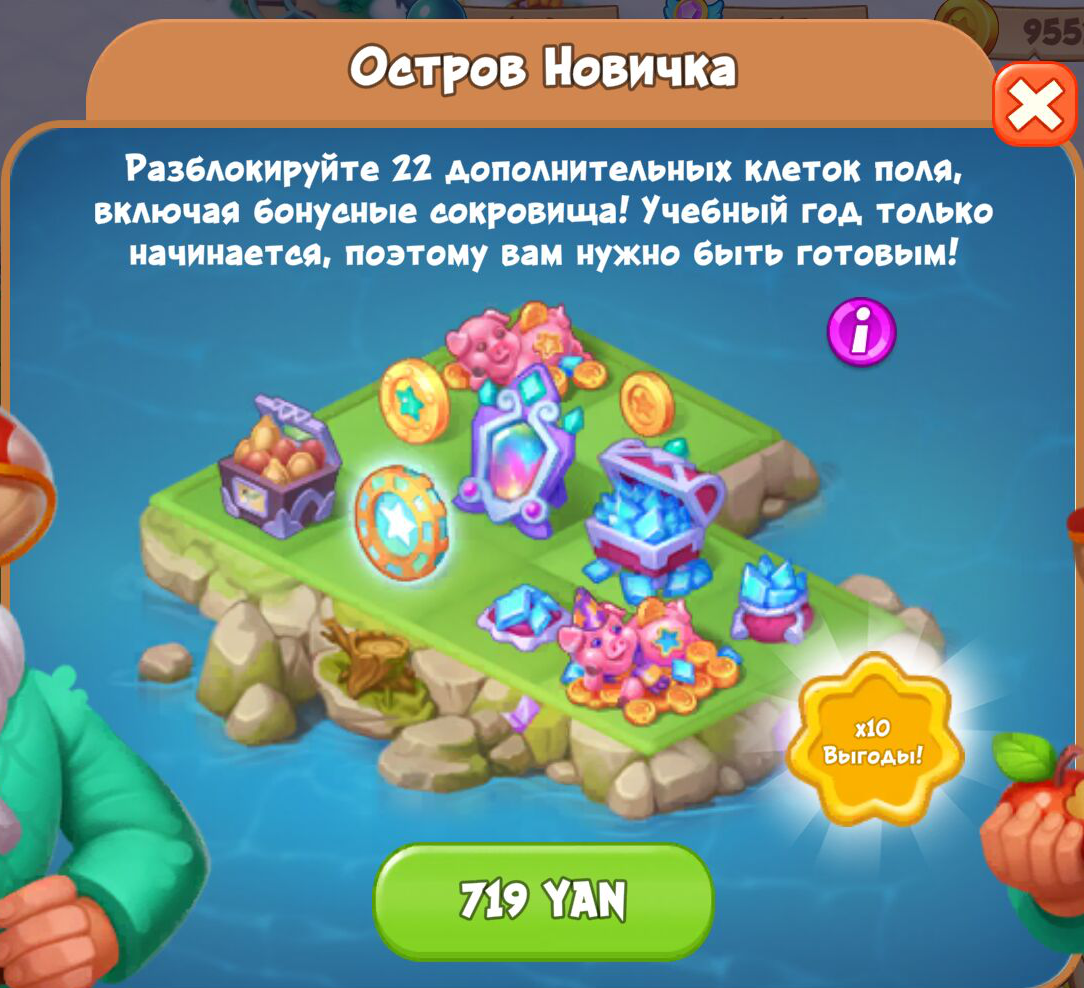 955
Остров Новичка
Разблокируйте 22 дополнительных клеток поля,
включая бонусные сокровища! Учебный год только
начинается, поэтому вам нужно быть готовым!
i
x10
Выгоды!
719 YAN